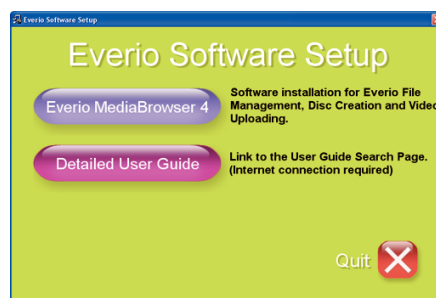 Everio Software Setup
Everio Software Setup
Everio MediaBrowser 4
Software installation for Everio File
Management, Disc Creation and Video
Uploading.
Detailed User Guide
Link to the User Guide Search Page.
(Internet connection required)
Quit